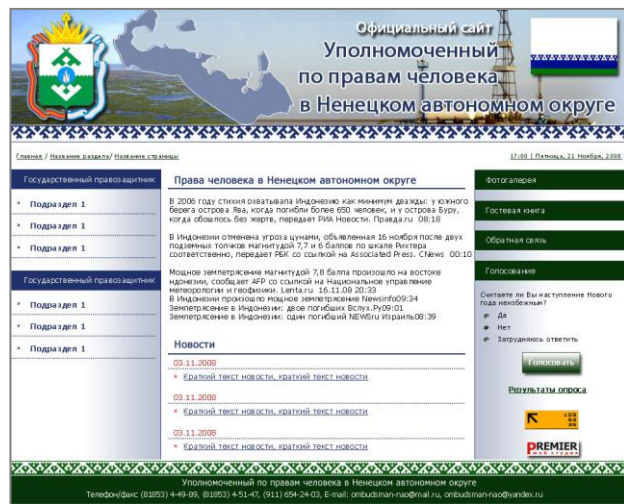 Официальный сайт
Уполномоченный
по правам человека
в Ненецком автономном округе
Главная / Название раздела/ Название страницы
17:00 | Пятница, 21 Ноября, 2008
Государственный правозащитник
Подраздел 1
Подраздел 1
Подраздел 1
Государственный правозащитник
Подраздел 1
Подраздел 1
Подраздел 1
Права человека в Ненецком автономном округе
В 2006 году стихия охватывала Индонезию как минимум дважды: у южного
берега острова Ява, когда погибли более 650 человек, и у острова Буру,
когда обошлось без жертв, передает РИА Новости. Правда.ru 08:18
В Индонезии отменена угроза цунами, объявленная 16 ноября после двух
подземных толчков магнитудой 7,7 и 6 баллов по шкале Рихтера
соответственно, передает РБК со ссылкой на Associated Press. CNews 00:10
Мощное землетрясение магнитудой 7,8 балла произошло на востоке
ндонезии, сообщает AFP со ссылкой на Национальное управление
метеорологии и геофизики. Lenta.ru 16.11.08 20:33
В Индонезии произошло мощное землетрясение Newsinfo09:34
Землетрясение в Индонезии: двое погибших Вслух.Ру09:01
Землетрясение в Индонезии: один погибший NEWSru Израиль08:39
Новости
03.11.2008
Краткий текст новости, краткий текст новости
03.11.2008
Краткий текст новости, краткий текст новости
03.11.2008
Краткий текст новости, краткий текст новости
Фотогалерея
Гостевая книга
Обратная связь
Голосование
Считаете ли Вы наступление Нового
года неизбежным?
Да
Нет
Затрудняюсь ответить
Голосовать
Результаты опроса
PREMIER
Уполномоченный по правам человека в Ненецком автономном округе
Телефон/факс (81853) 4-49-89, (81853) 4-51-47, (911) 654-24-03, E-mail: ombudsman-nao@mail.ru, ombudsman-nao@yandex.ru